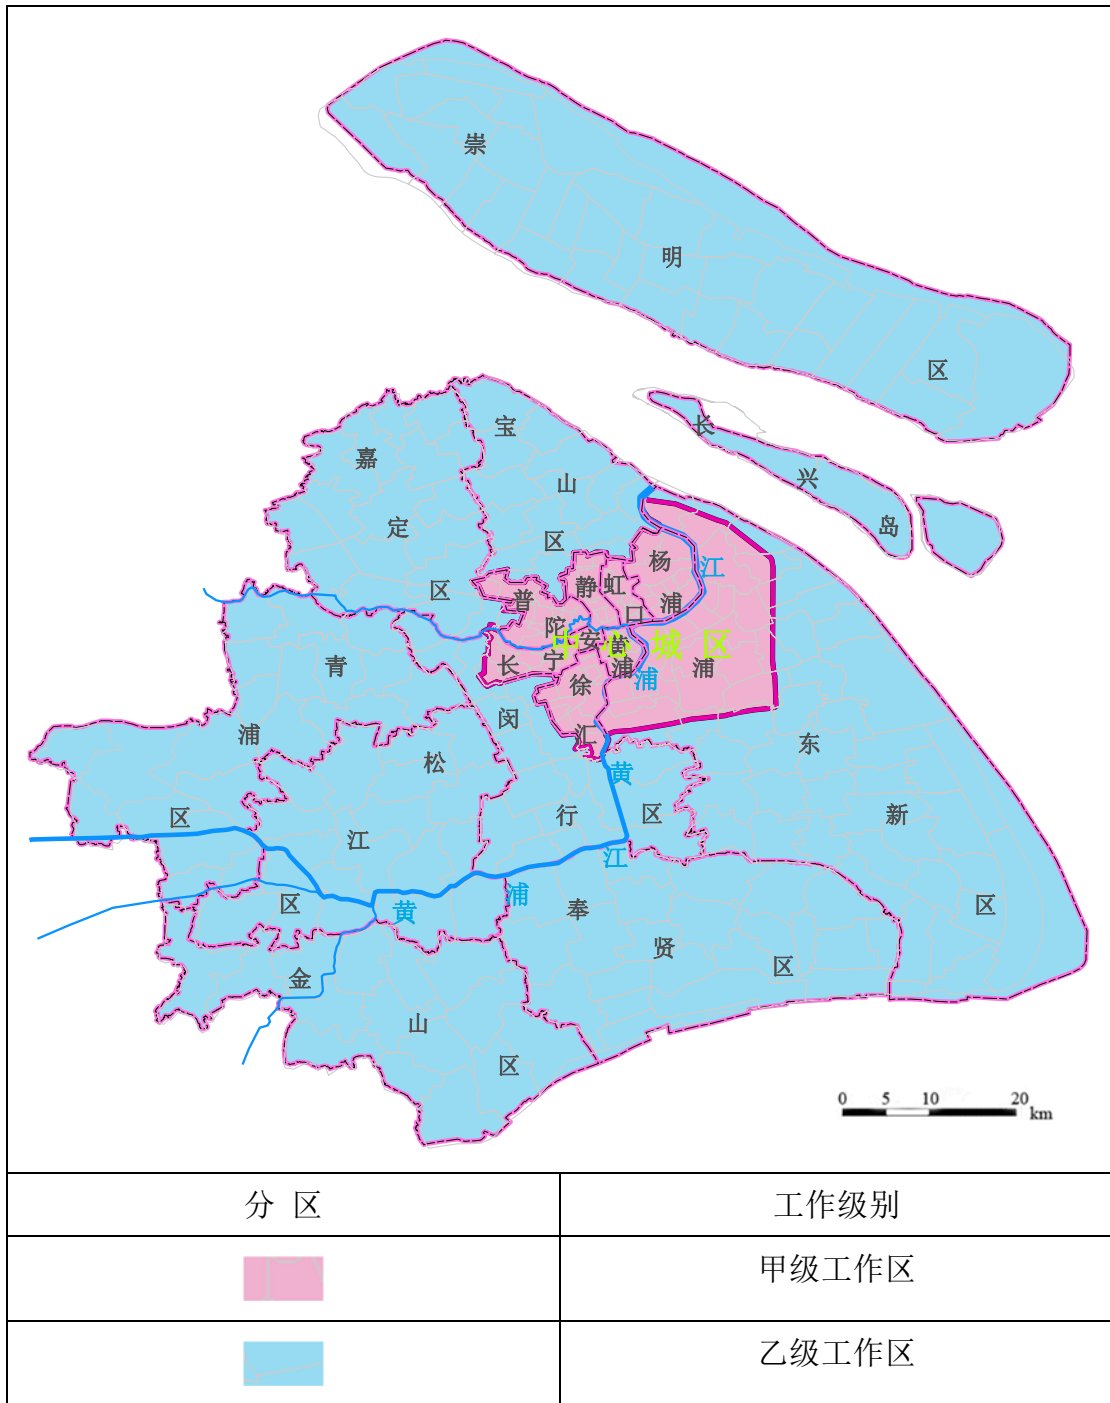 崇
明
区
长
兴
岛
宝
山
区
嘉
定
区
杨
浦
江
静
安
虹
口
普
陀
中心城区
长
宁
黄
浦
浦
徐
汇
浦
东
新
区
青
浦
区
闵
行
区
松
江
区
黄
江
浦
黄
奉
贤
区
金
山
区
0 5 10 20
km
分 区 工作级别
甲级工作区
乙级工作区